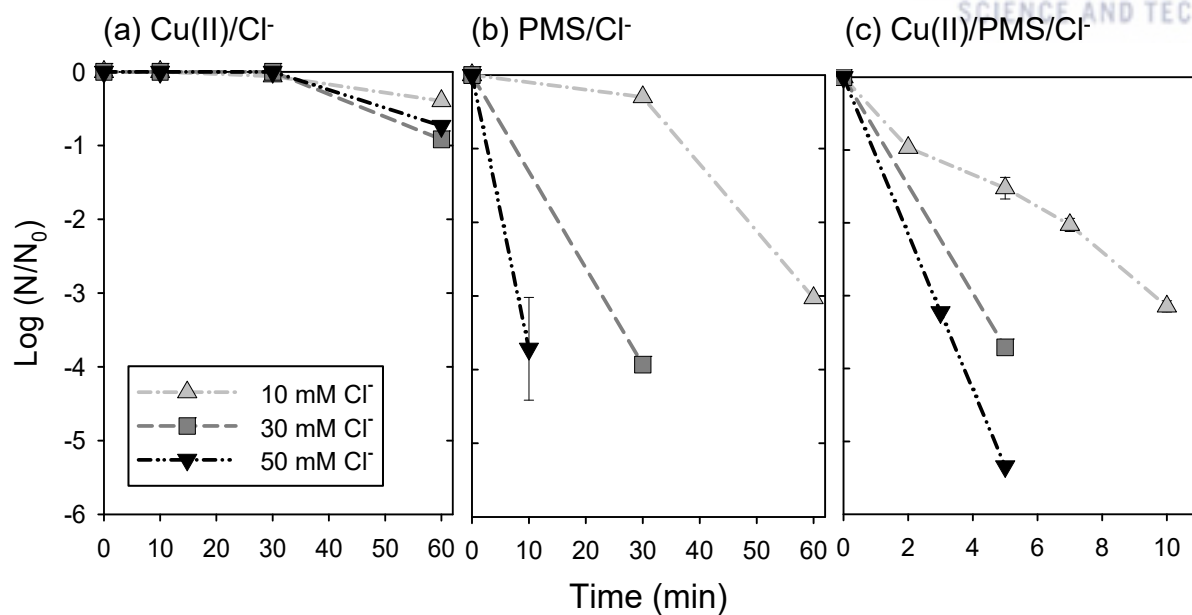 SCIENCE AND TEC
(a) Cu(II)/Cl⁻
(b) PMS/Cl⁻
(c) Cu(II)/PMS/Cl⁻
Log (N/N₀)
0
-1
-2
-3
-4
-5
-6
10 mM Cl⁻
30 mM Cl⁻
50 mM Cl⁻
0 10 20 30 40 50 60
0 10 20 30 40 50 60
0 2 4 6 8 10
Time (min)